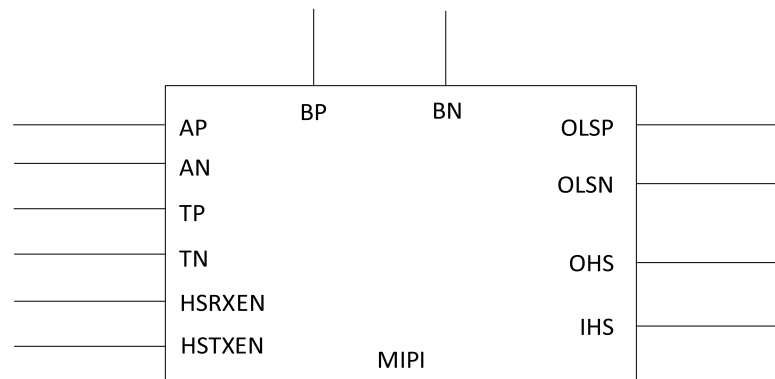 BP
BN
AP
OLSP
AN
OLSN
TP
TN
OHS
HSRXEN
IHS
HSTXEN
MIPI